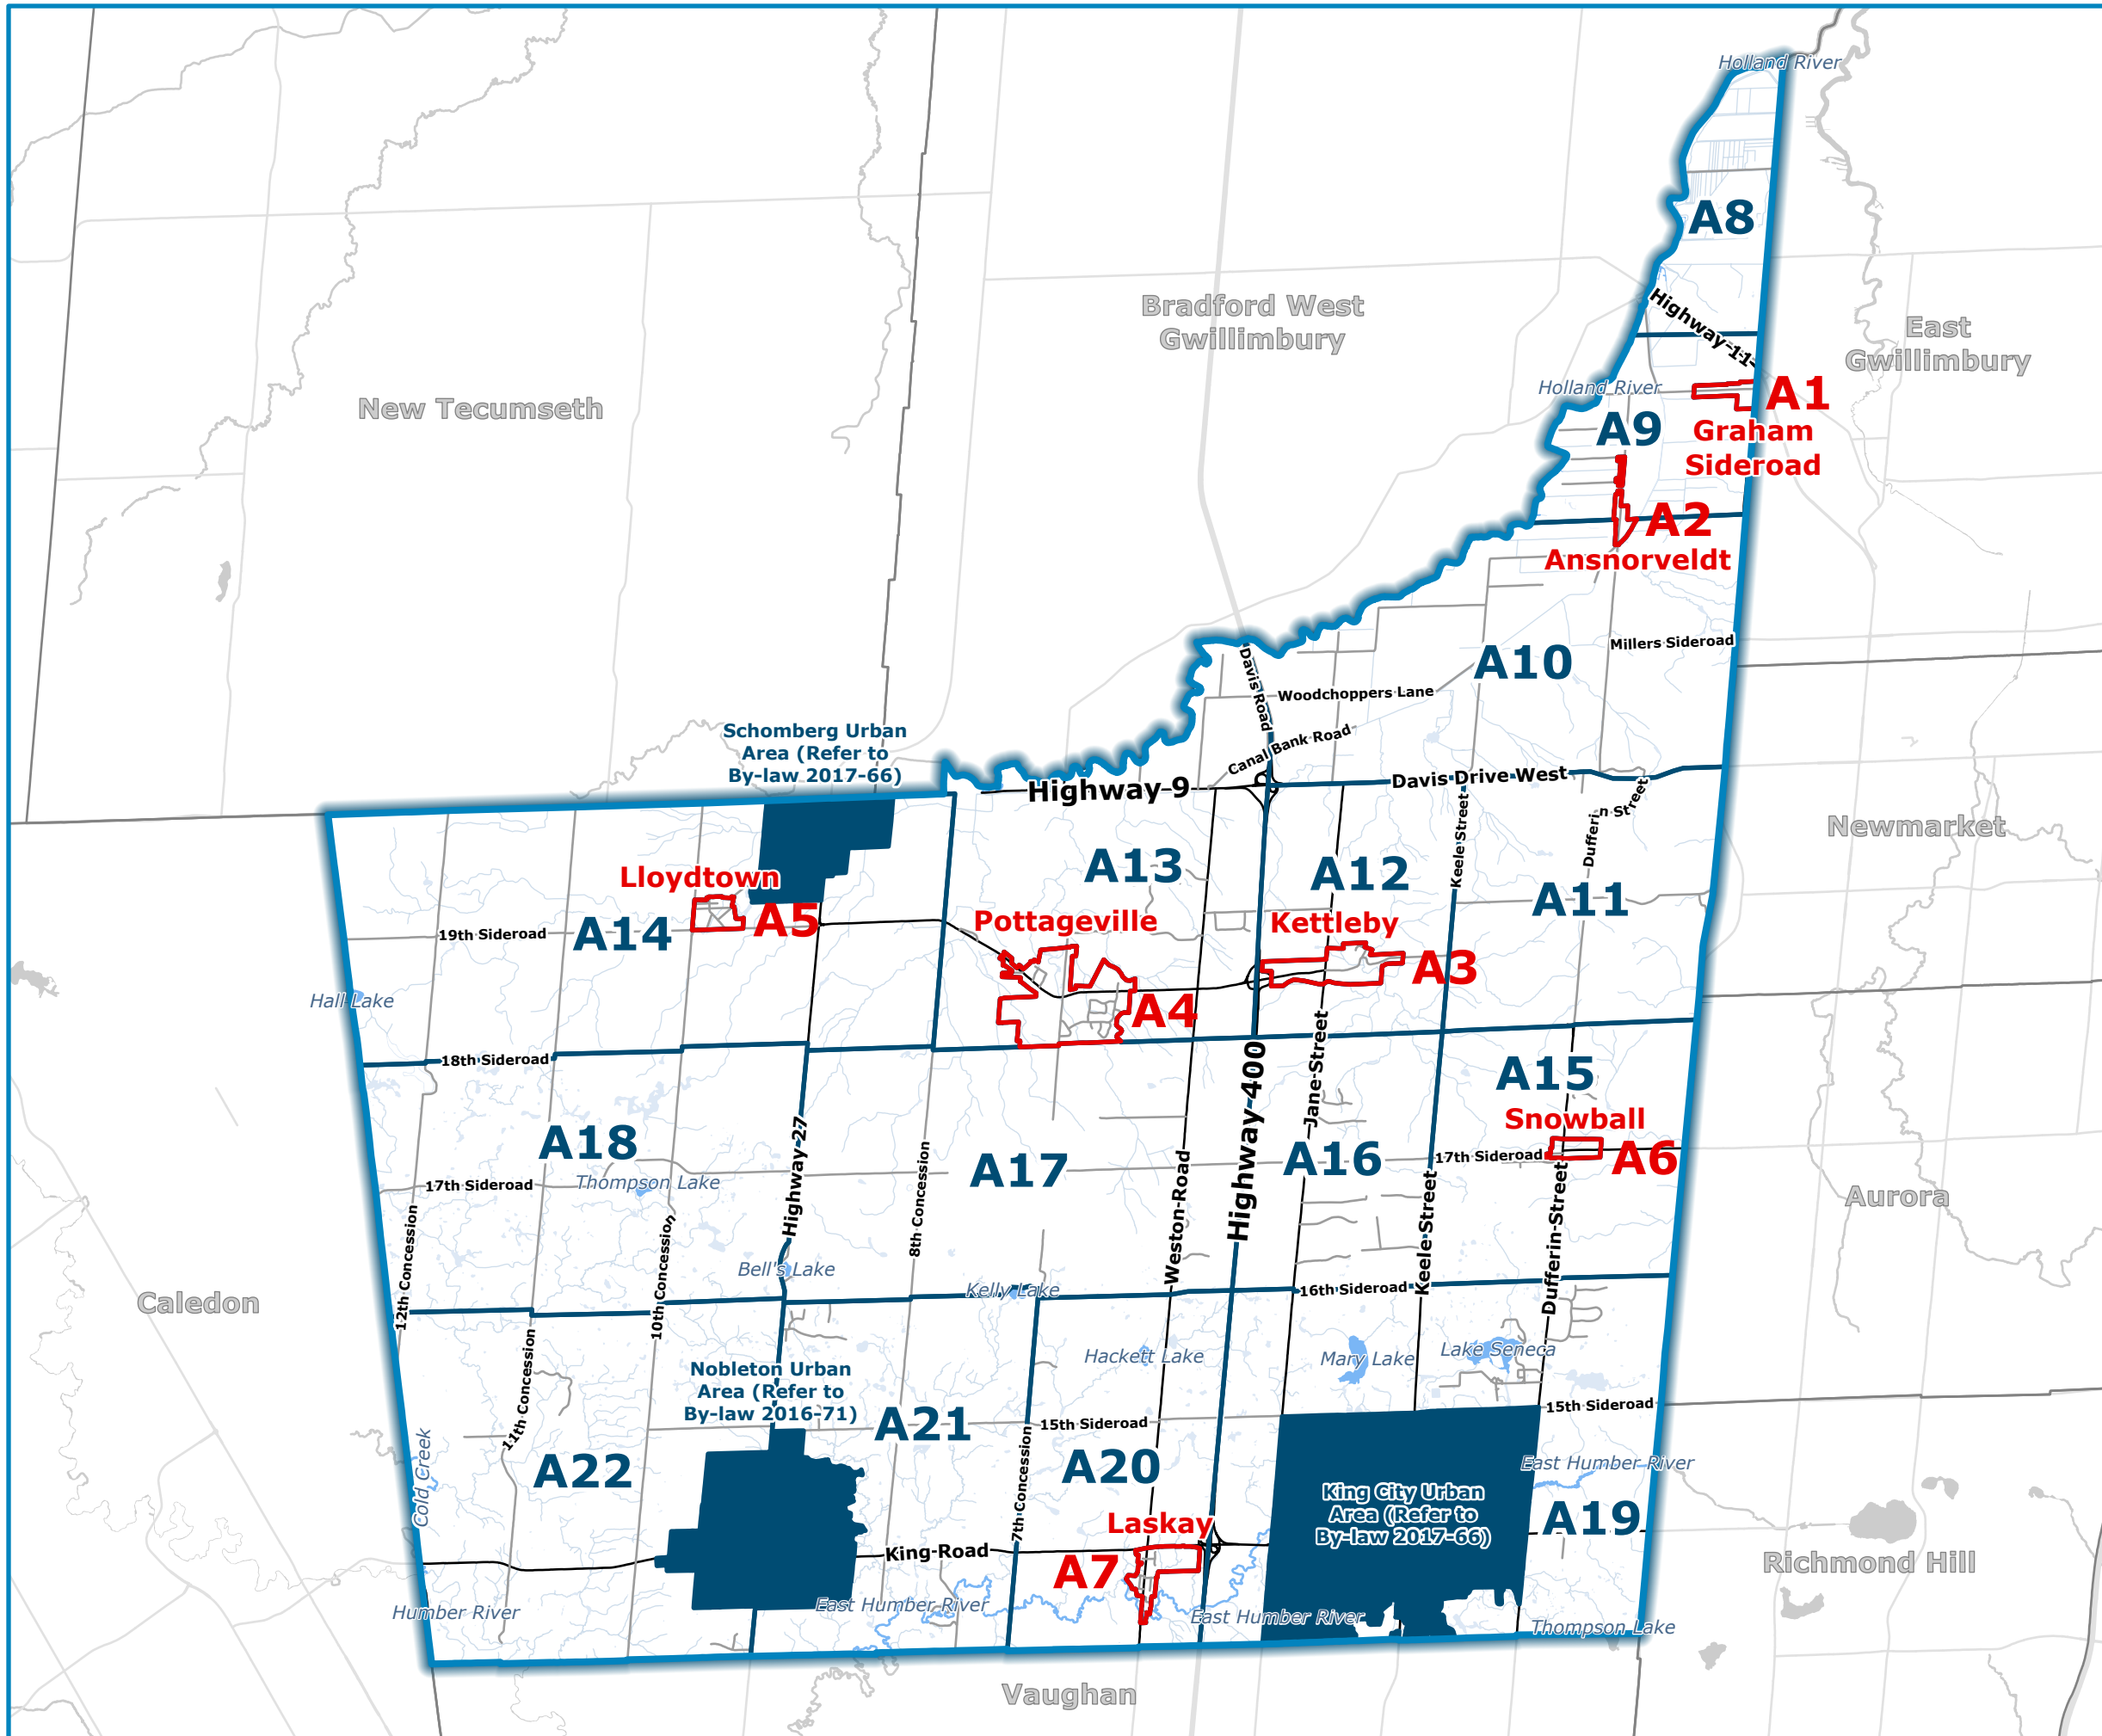 Holland River
A8
Bradford West
Gwillimbury
Highway 11
East
Gwillimbury
New Tecumseth
Holland River
A1
A9
Graham
Sideroad
A2
Ansnorveldt
Millers Sideroad
A10
Davis Road
Woodchoppers Lane
Canal Bank Road
Schomberg Urban
Area (Refer to
By-law 2017-66)
Highway 9
Davis Drive West
Keele Street
Dufferin Street
Newmarket
A13
A12
A11
Lloydtown
A5
A14
19th Sideroad
Pottageville
Kettleby
A3
A4
Hall Lake
18th Sideroad
Highway 400
Jane Street
A15
Snowball
A6
17th Sideroad
A18
A17
A16
Highway 27
8th Concession
Weston Road
17th Sideroad
Thompson Lake
Aurora
12th Concession
10th Concession
Keele Street
Dufferin Street
Bell's Lake
Kelly Lake
16th Sideroad
Caledon
11th Concession
Hackett Lake
Mary Lake
Lake Seneca
Nobleton Urban
Area (Refer to
By-law 2016-71)
A21
15th Sideroad
15th Sideroad
A22
A20
Cold Creek
7th Concession
East Humber River
King City Urban
Area (Refer to
By-law 2017-66)
A19
Laskay
A7
King Road
Richmond Hill
Humber River
East Humber River
East Humber River
Thompson Lake
Vaughan